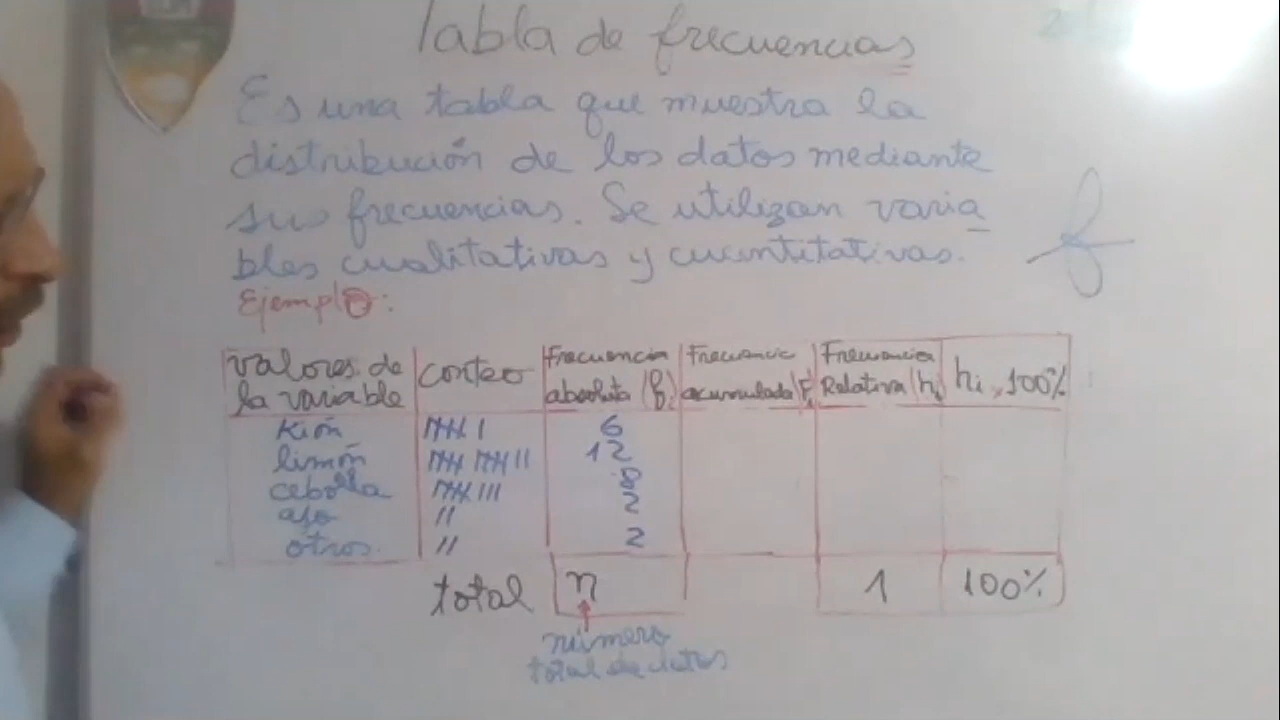 Tabla de frecuencias
Es una tabla que muestra la
distribución de los datos mediante
sus frecuencias. Se utilizan varia
bles cualitativas y cuantitativas.
Ejemplo:
Valores de la variable | conteo | Frecuencia absoluta (fi | Frecuencia acumulada (Fi | Frecuencia Relativa (hi | hi x 100%
Kión | 6
limón | 12
cebolla | 8
ajo | 2
otros | 2
total | n | 1 | 100%
número
total de datos